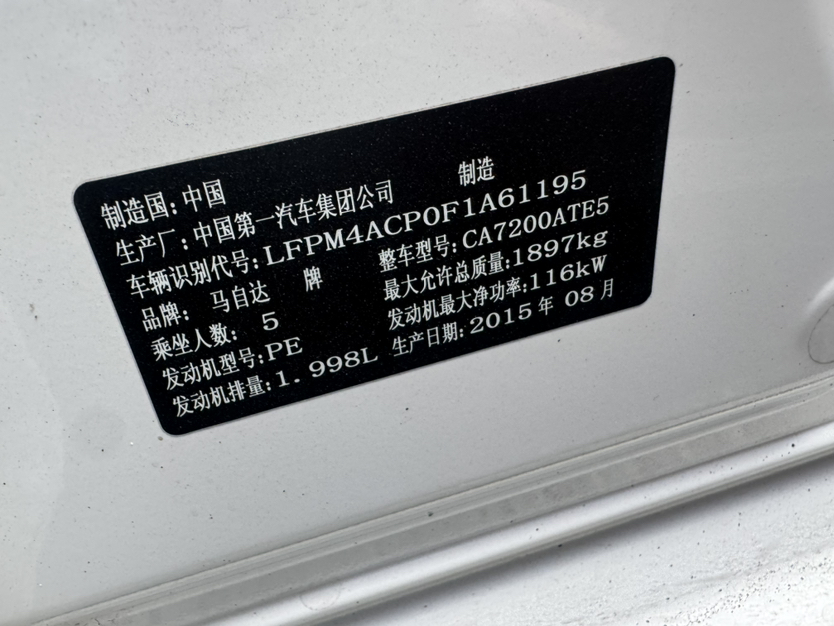 制造国:中国
生产厂:中国第一汽车集团公司 制造
车辆识别代号:LFPM4ACP0F1A61195
品牌: 马自达 牌 整车型号:CA7200ATE5
乘坐人数: 5 最大允许总质量:1897kg
发动机型号:PE 发动机最大净功率:116kW
发动机排量:1.998L 生产日期:2015年 08月